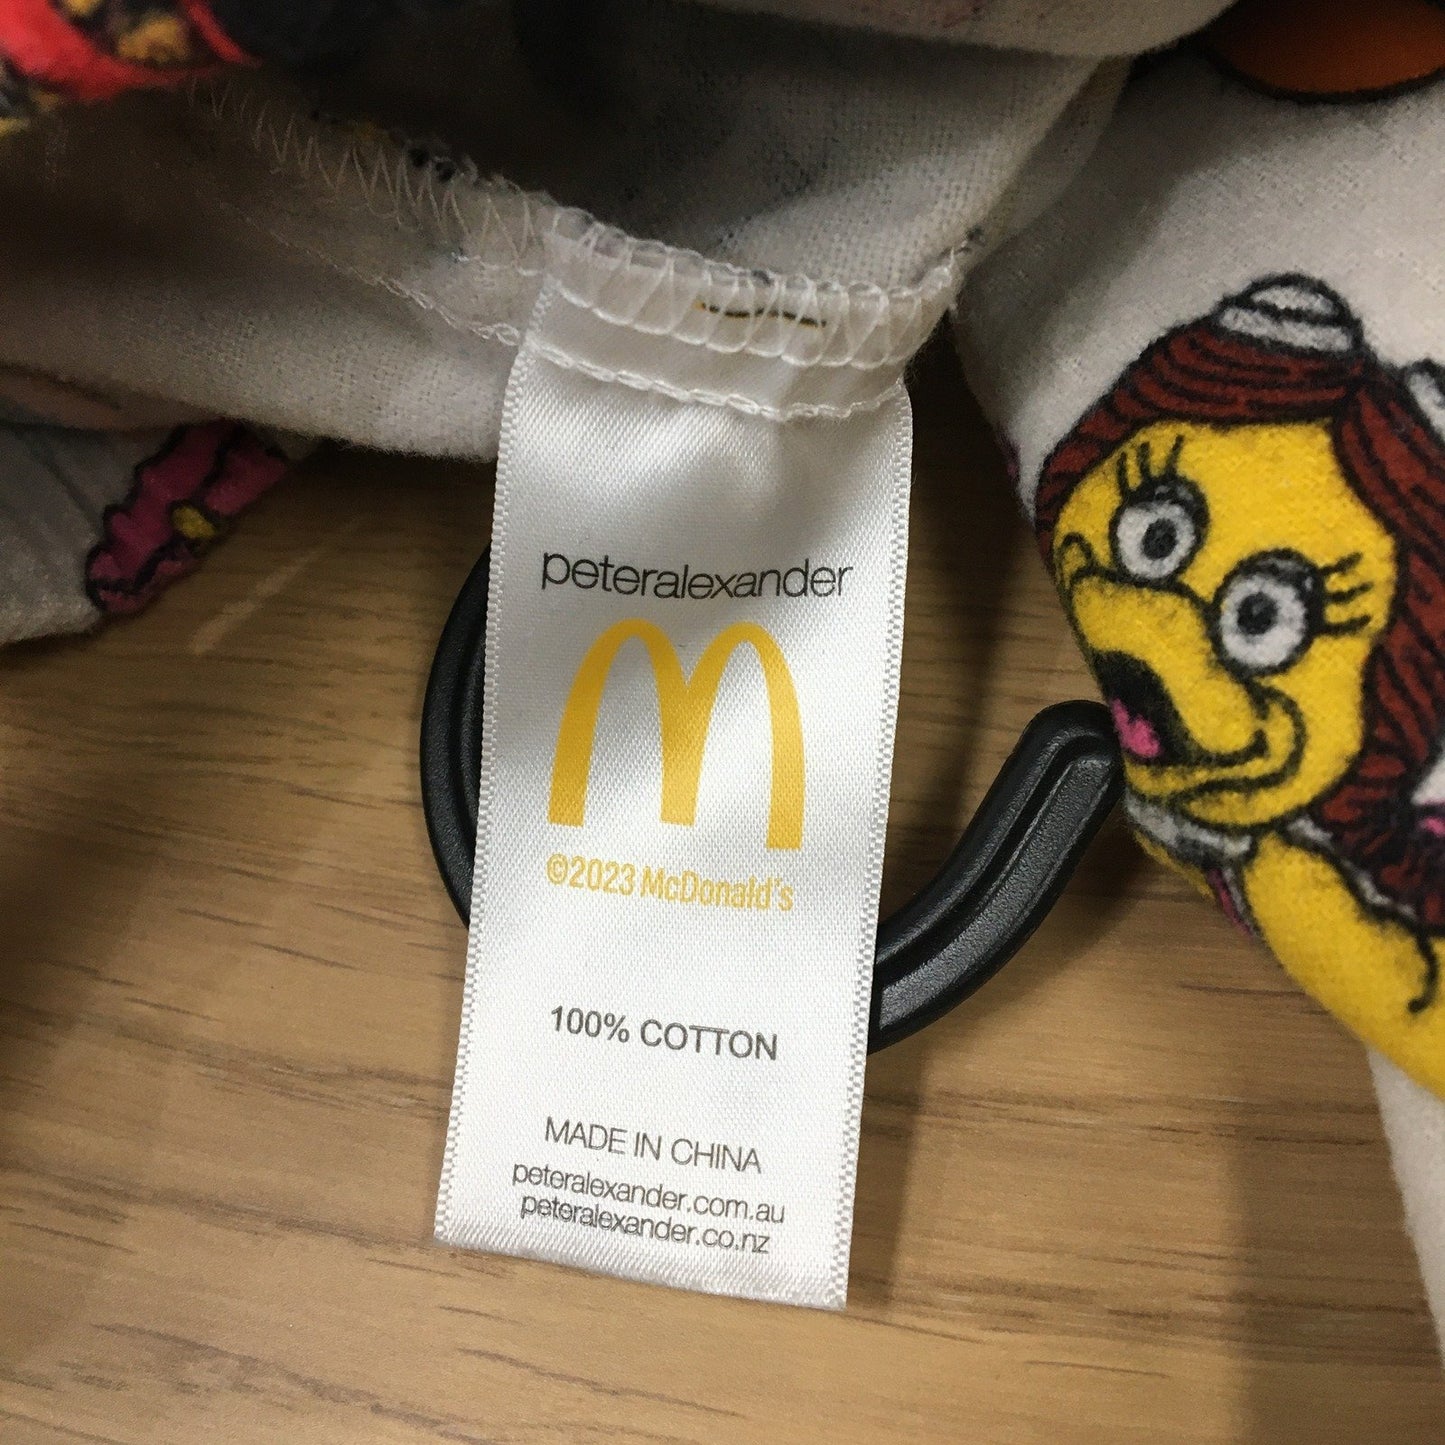 peteralexander
©2023 McDonald's
100% COTTON
MADE IN CHINA
peteralexander.com.au
peteralexander.co.nz